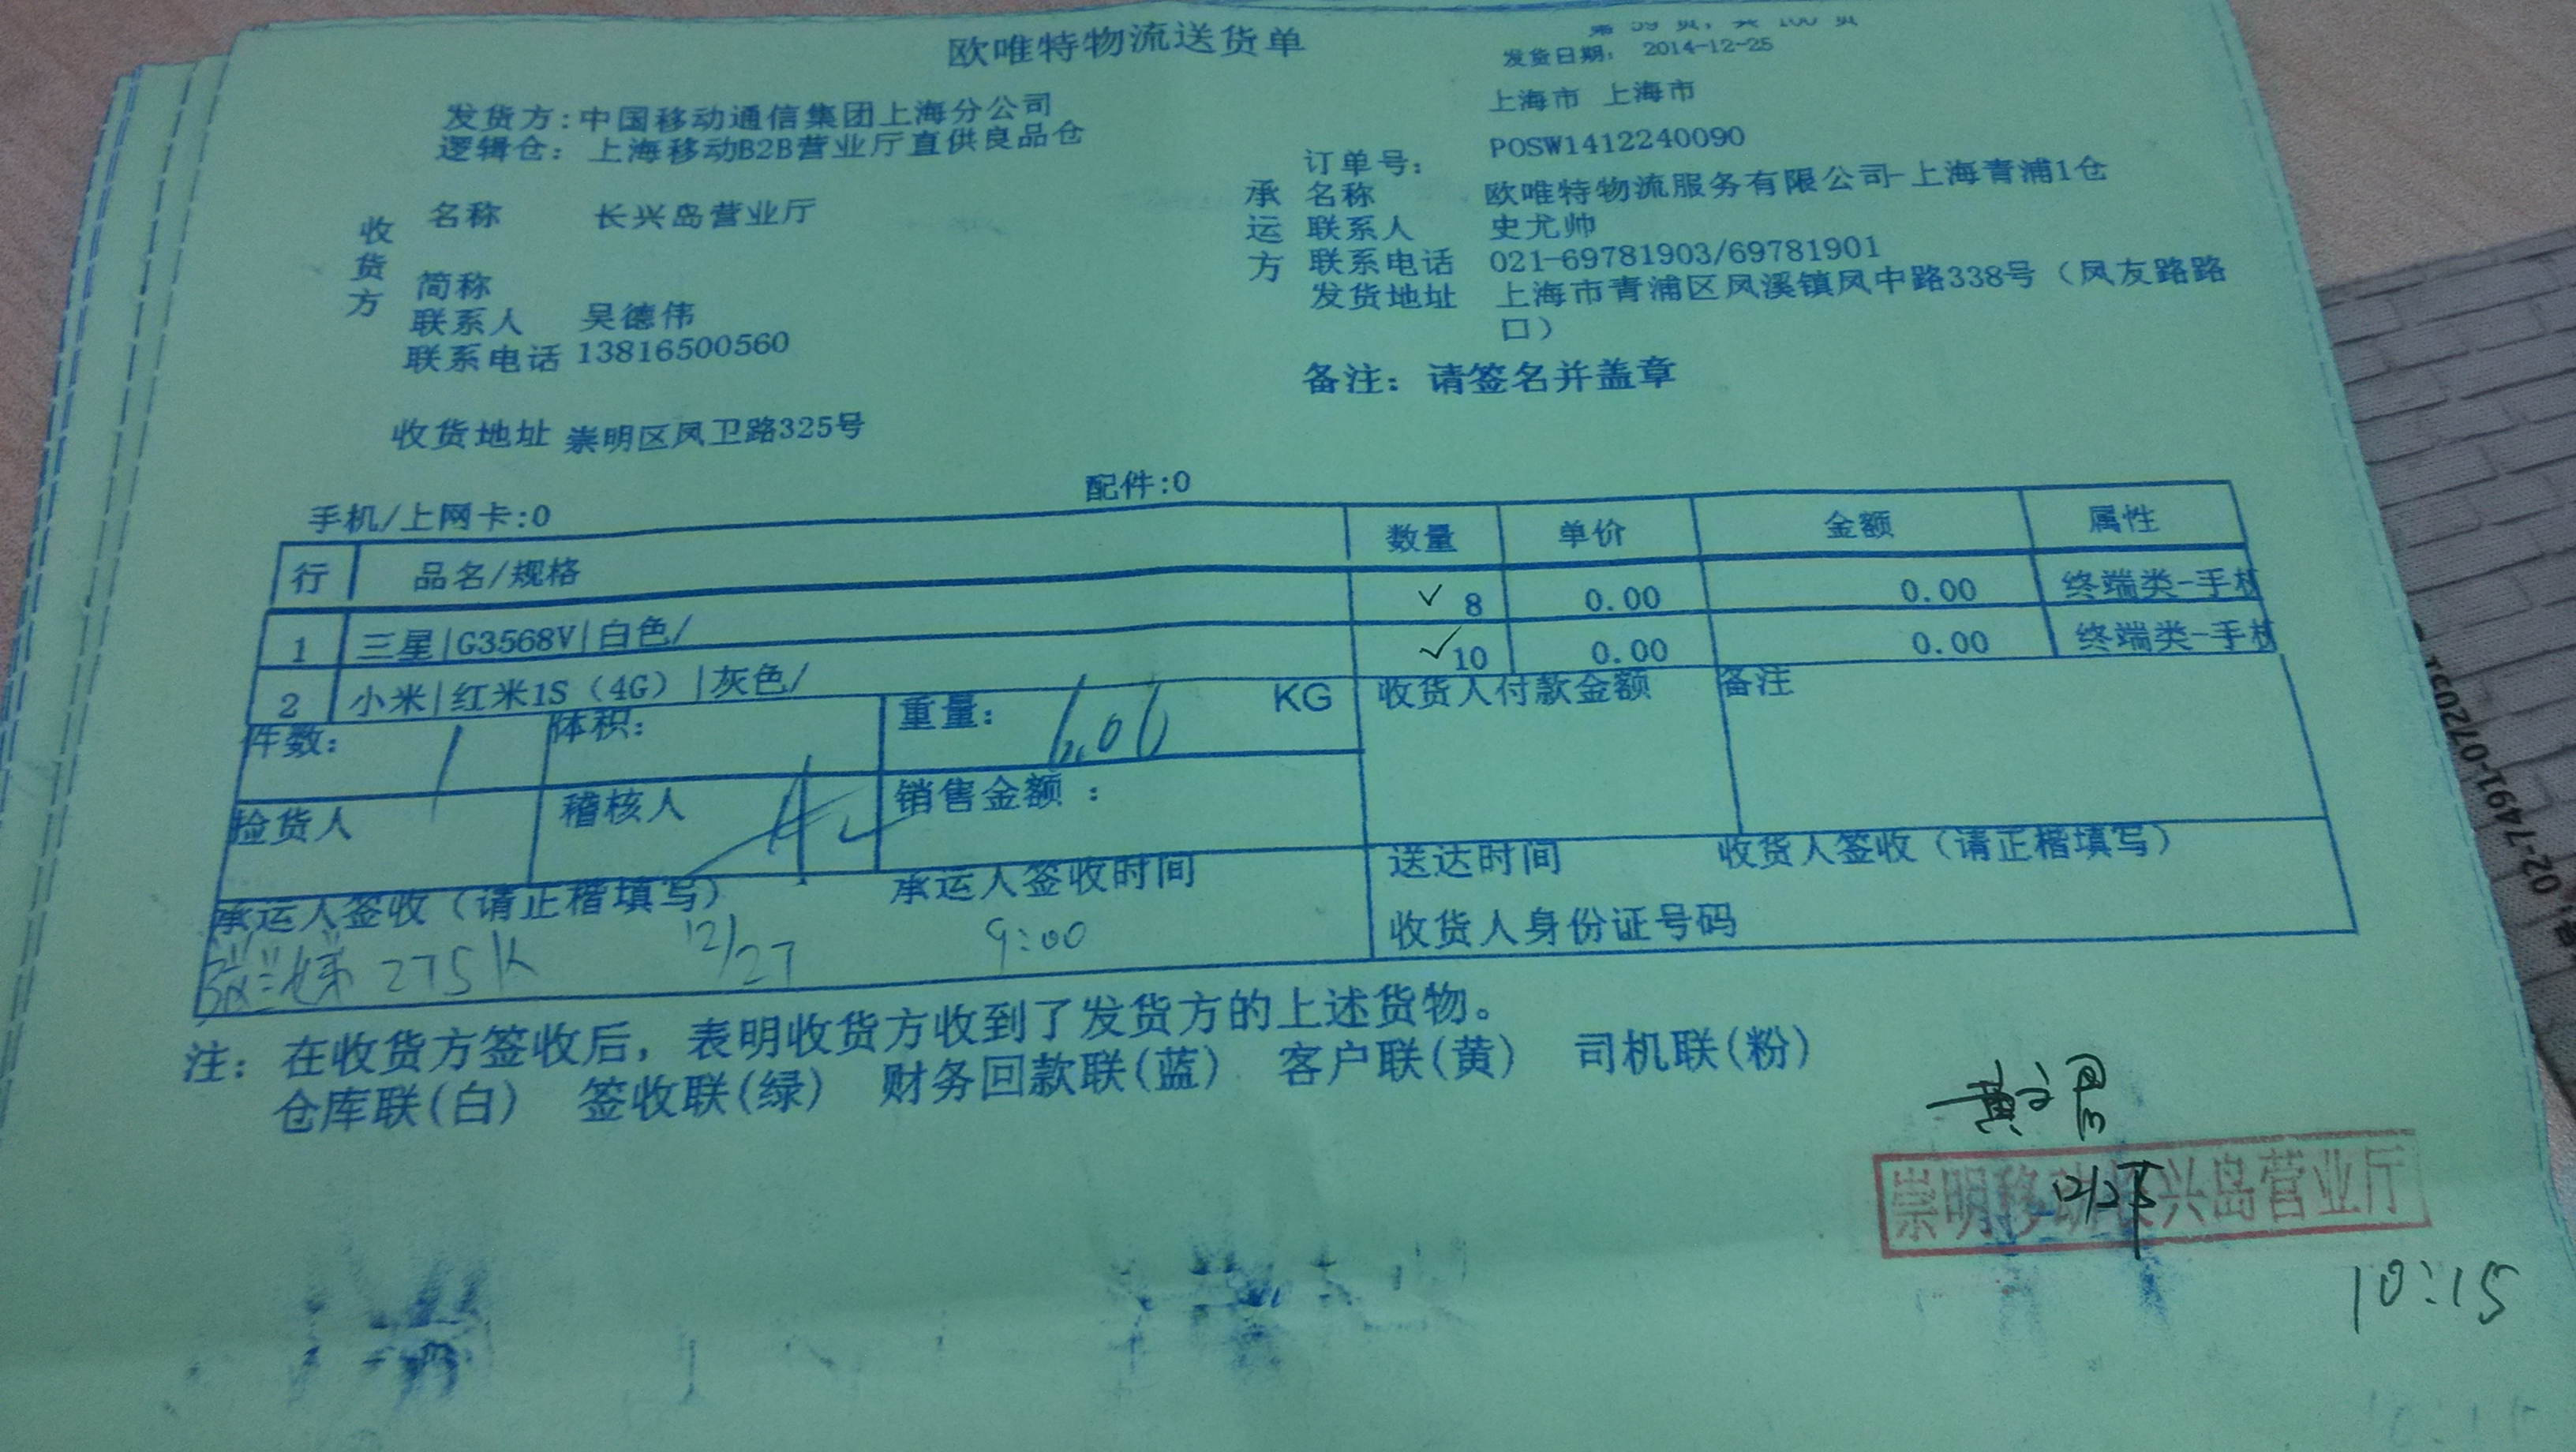 欧唯特物流送货单
第 59 页, 共 100 页
发货日期: 2014-12-25
发货方:中国移动通信集团上海分公司
上海市 上海市
逻辑仓: 上海移动B2B营业厅直供良品仓
订单号: POSW1412240090
收货方
名称 长兴岛营业厅
简称
联系人 吴德伟
联系电话 13816500560
收货地址 崇明区凤卫路325号
承运方
名称 欧唯特物流服务有限公司-上海青浦1仓
联系人 史尤帅
联系电话 021-69781903/69781901
发货地址 上海市青浦区凤溪镇凤中路338号（凤友路路
口）
备注: 请签名并盖章
手机/上网卡:0 配件:0
行 品名/规格 数量 单价 金额 属性
1 三星|G3568V|白色/ ✓ 8 0.00 0.00 终端类-手机
2 小米|红米1S（4G）|灰色/ ✓ 10 0.00 0.00 终端类-手机
件数: 1 体积: 重量: KG 收货人付款金额 备注
捡货人 稽核人 销售金额 :
承运人签收（请正楷填写） 承运人签收时间 送达时间 收货人签收（请正楷填写）
275K 12/27 9:00 收货人身份证号码
注: 在收货方签收后, 表明收货方收到了发货方的上述货物。
仓库联(白) 签收联(绿) 财务回款联(蓝) 客户联(黄) 司机联(粉)
崇明移动长兴岛营业厅
10:15
02-7491-07203